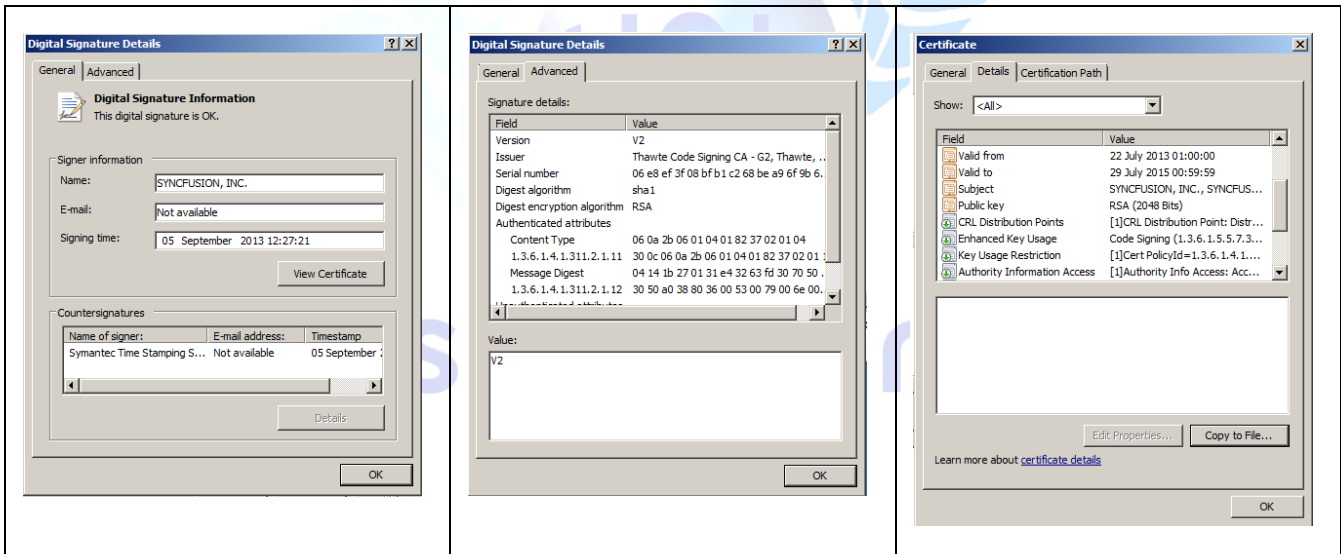 Digital Signature Details
General Advanced
Digital Signature Information
This digital signature is OK.
Signer information
Name: SYNCFUSION, INC.
E-mail: Not available
Signing time: 05 September 2013 12:27:21
View Certificate
Countersignatures
Name of signer: E-mail address: Timestamp
Symantec Time Stamping S... Not available 05 September
Details
OK
Digital Signature Details
General Advanced
Signature details:
Field Value
Version V2
Issuer Thawte Code Signing CA - G2, Thawte, ..
Serial number 06 e8 ef 3f 08 bf b1 c2 68 be a9 6f 9b 6..
Digest algorithm sha1
Digest encryption algorithm RSA
Authenticated attributes
Content Type 06 0a 2b 06 01 04 01 82 37 02 01 04
1.3.6.1.4.1.311.2.1.11 30 0c 06 0a 2b 06 01 04 01 82 37 02 01
Message Digest 04 14 1b 27 01 31 e4 32 63 fd 30 70 50 .
1.3.6.1.4.1.311.2.1.12 30 50 a0 38 80 36 00 53 00 79 00 6e 00.
Value:
V2
OK
Certificate
General Details Certification Path
Show: <All>
Field Value
Valid from 22 July 2013 01:00:00
Valid to 29 July 2015 00:59:59
Subject SYNCFUSION, INC., SYNCFUS...
Public key RSA (2048 Bits)
CRL Distribution Points [1]CRL Distribution Point: Distr...
Enhanced Key Usage Code Signing (1.3.6.1.5.5.7.3...
Key Usage Restriction [1]Cert PolicyId=1.3.6.1.4.1....
Authority Information Access [1]Authority Info Access: Acc...
Edit Properties... Copy to File...
Learn more about certificate details
OK